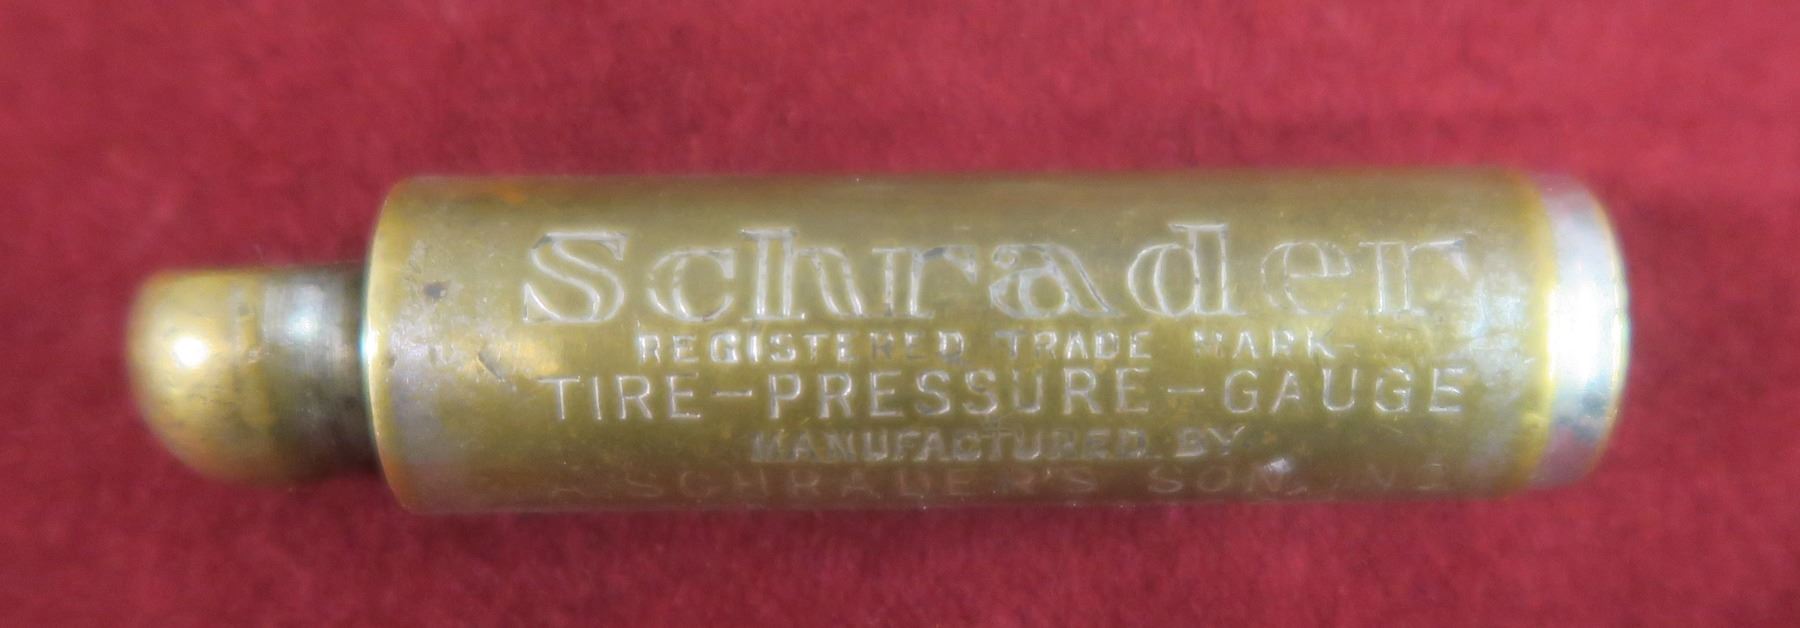 Schrader
REGISTERED TRADE MARK
TIRE-PRESSURE-GAUGE
MANUFACTURED BY
A. SCHRADER'S SON,